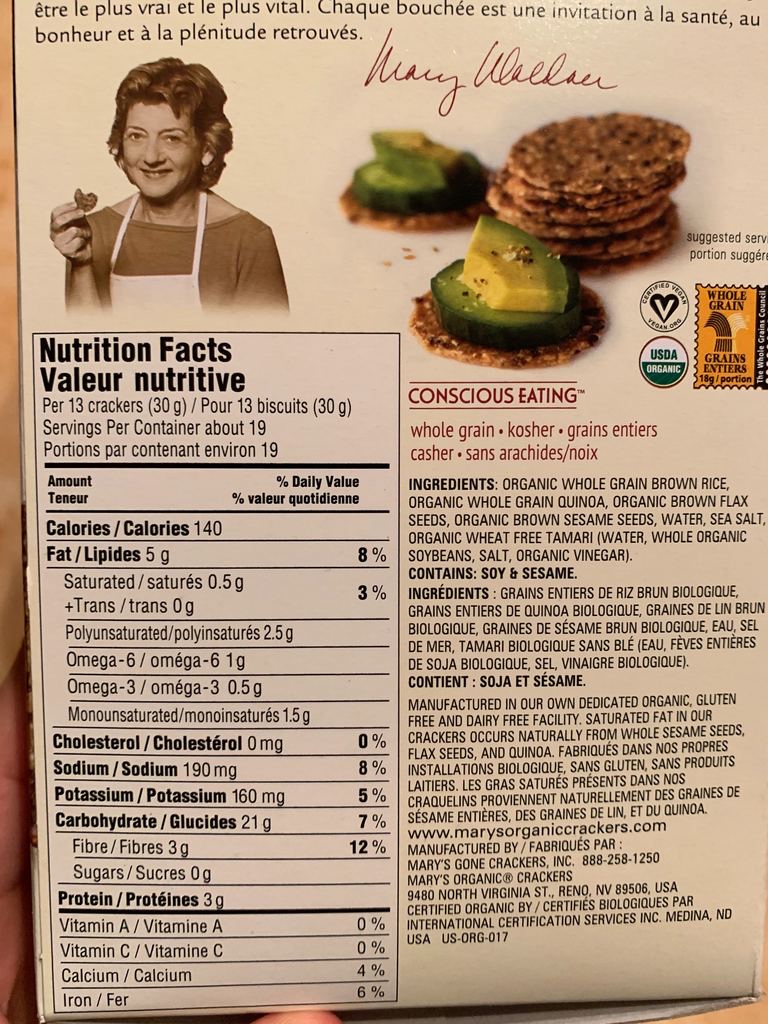 être le plus vrai et le plus vital. Chaque bouchée est une invitation à la santé, au
bonheur et à la plénitude retrouvés.
Mary Waldner
suggested
portion
CERTIFIED VEGAN
VEGAN.ORG
WHOLE
GRAIN
GRAINS
ENTIERS
18g / portion
The Whole Grains Council
USDA
ORGANIC
Nutrition Facts
Valeur nutritive
Per 13 crackers (30 g) / Pour 13 biscuits (30 g)
Servings Per Container about 19
Portions par contenant environ 19
Amount % Daily Value
Teneur % valeur quotidienne
Calories / Calories 140
Fat / Lipides 5 g 8 %
Saturated / saturés 0.5 g
+Trans / trans 0 g 3 %
Polyunsaturated/polyinsaturés 2.5 g
Omega-6 / oméga-6 1g
Omega-3 / oméga-3 0.5 g
Monounsaturated/monoinsaturés 1.5 g
Cholesterol / Cholestérol 0 mg 0 %
Sodium / Sodium 190 mg 8 %
Potassium / Potassium 160 mg 5 %
Carbohydrate / Glucides 21 g 7 %
Fibre / Fibres 3 g 12 %
Sugars / Sucres 0 g
Protein / Protéines 3 g
Vitamin A / Vitamine A 0 %
Vitamin C / Vitamine C 0 %
Calcium / Calcium 4 %
Iron / Fer 6 %
CONSCIOUS EATING™
whole grain • kosher • grains entiers
casher • sans arachides/noix
INGREDIENTS: ORGANIC WHOLE GRAIN BROWN RICE,
ORGANIC WHOLE GRAIN QUINOA, ORGANIC BROWN FLAX
SEEDS, ORGANIC BROWN SESAME SEEDS, WATER, SEA SALT,
ORGANIC WHEAT FREE TAMARI (WATER, WHOLE ORGANIC
SOYBEANS, SALT, ORGANIC VINEGAR).
CONTAINS: SOY & SESAME.
INGRÉDIENTS : GRAINS ENTIERS DE RIZ BRUN BIOLOGIQUE,
GRAINS ENTIERS DE QUINOA BIOLOGIQUE, GRAINES DE LIN BRUN
BIOLOGIQUE, GRAINES DE SÉSAME BRUN BIOLOGIQUE, EAU, SEL
DE MER, TAMARI BIOLOGIQUE SANS BLÉ (EAU, FÈVES ENTIÈRES
DE SOJA BIOLOGIQUE, SEL, VINAIGRE BIOLOGIQUE).
CONTIENT : SOJA ET SÉSAME.
MANUFACTURED IN OUR OWN DEDICATED ORGANIC, GLUTEN
FREE AND DAIRY FREE FACILITY. SATURATED FAT IN OUR
CRACKERS OCCURS NATURALLY FROM WHOLE SESAME SEEDS,
FLAX SEEDS, AND QUINOA. FABRIQUÉS DANS NOS PROPRES
INSTALLATIONS BIOLOGIQUE, SANS GLUTEN, SANS PRODUITS
LAITIERS. LES GRAS SATURÉS PRÉSENTS DANS NOS
CRAQUELINS PROVIENNENT NATURELLEMENT DES GRAINES DE
SÉSAME ENTIÈRES, DES GRAINES DE LIN, ET DU QUINOA.
www.marysorganiccrackers.com
MANUFACTURED BY / FABRIQUÉS PAR :
MARY'S GONE CRACKERS, INC. 888-258-1250
MARY'S ORGANIC® CRACKERS
9480 NORTH VIRGINIA ST., RENO, NV 89506, USA
CERTIFIED ORGANIC BY / CERTIFIÉS BIOLOGIQUES PAR
INTERNATIONAL CERTIFICATION SERVICES INC. MEDINA, ND
USA US-ORG-017